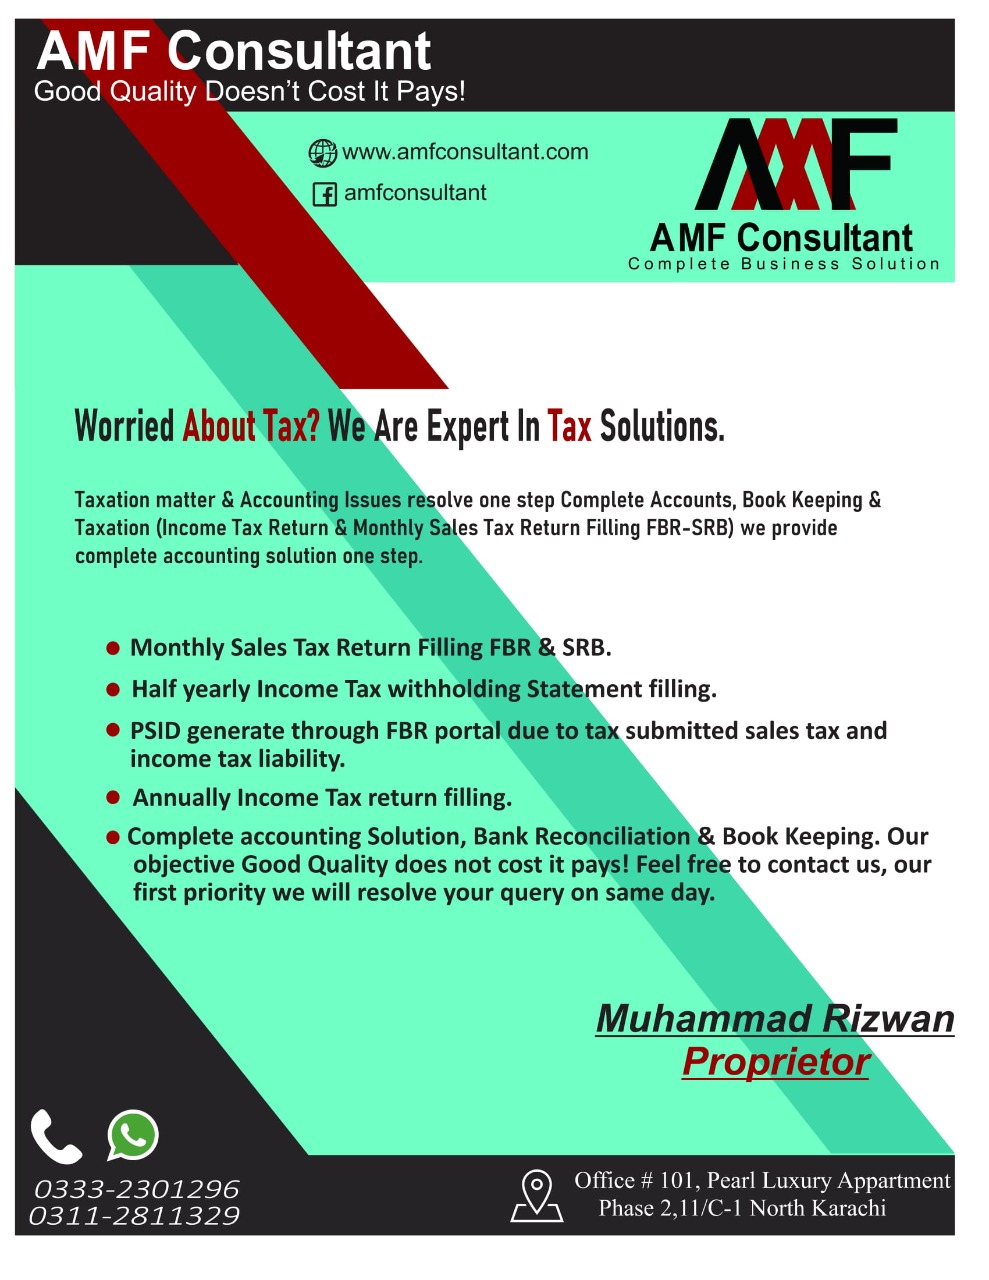 AMF Consultant
Good Quality Doesn't Cost It Pays!
www.amfconsultant.com
amfconsultant
AMF
AMF Consultant
Complete Business Solution
Worried About Tax? We Are Expert In Tax Solutions.
Taxation matter & Accounting Issues resolve one step Complete Accounts, Book Keeping &
Taxation (Income Tax Return & Monthly Sales Tax Return Filling FBR-SRB) we provide
complete accounting solution one step.
Monthly Sales Tax Return Filling FBR & SRB.
Half yearly Income Tax withholding Statement filling.
PSID generate through FBR portal due to tax submitted sales tax and
income tax liability.
Annually Income Tax return filling.
Complete accounting Solution, Bank Reconciliation & Book Keeping. Our
objective Good Quality does not cost it pays! Feel free to contact us, our
first priority we will resolve your query on same day.
Muhammad Rizwan
Proprietor
0333-2301296
0311-2811329
Office # 101, Pearl Luxury Appartment
Phase 2,11/C-1 North Karachi